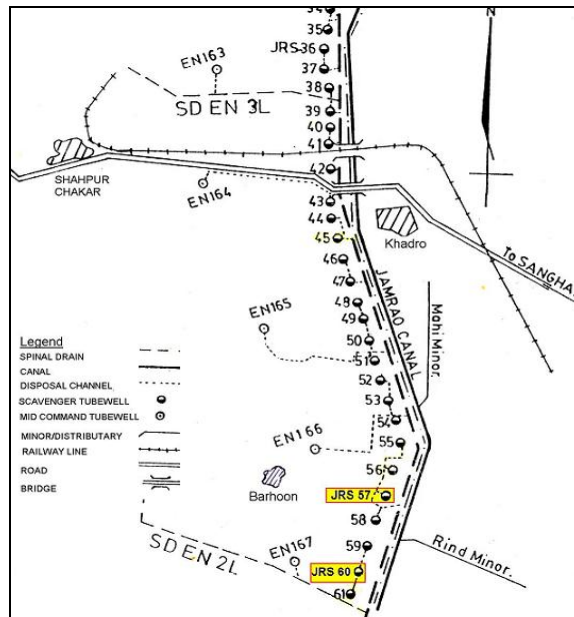 34
35
N
JRS-36
37
EN163
38
SD EN 3L
39
40
41
SHAHPUR
CHAKAR
42
EN164
43
44
Khadro
45
To SANGHA
46
47
JAMRAO CANAL
48
EN165
49
Mahi Minor.
50
51
52
53
54
55
EN166
56
Barhoon
JRS 57
58
59
Rind Minor.
SD EN 2L
EN167
JRS 60
61
Legend
SPINAL DRAIN
CANAL
DISPOSAL CHANNEL
SCAVENGER TUBEWELL
MID COMMAND TUBEWELL
MINOR/DISTRIBUTARY
RAILWAY LINE
ROAD
BRIDGE